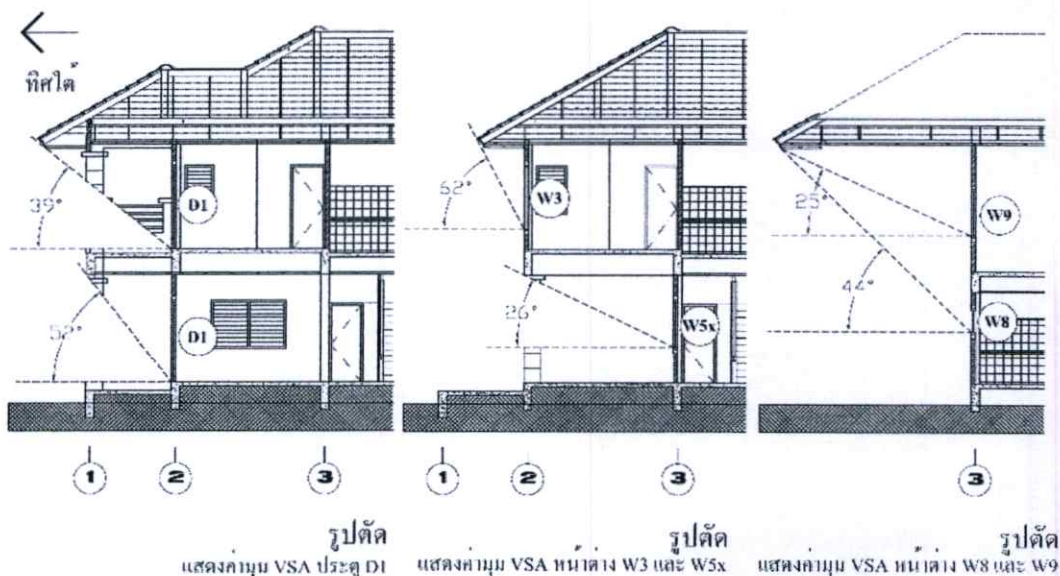 ทิศใต้
39°
D1
52°
D1
1
2
3
รูปตัด
แสดงค่ามุม VSA ประตู D1
62°
W3
26°
W5x
1
2
3
รูปตัด
แสดงค่ามุม VSA หน้าต่าง W3 และ W5x
25°
W9
44°
W8
3
รูปตัด
แสดงค่ามุม VSA หน้าต่าง W8 และ W9